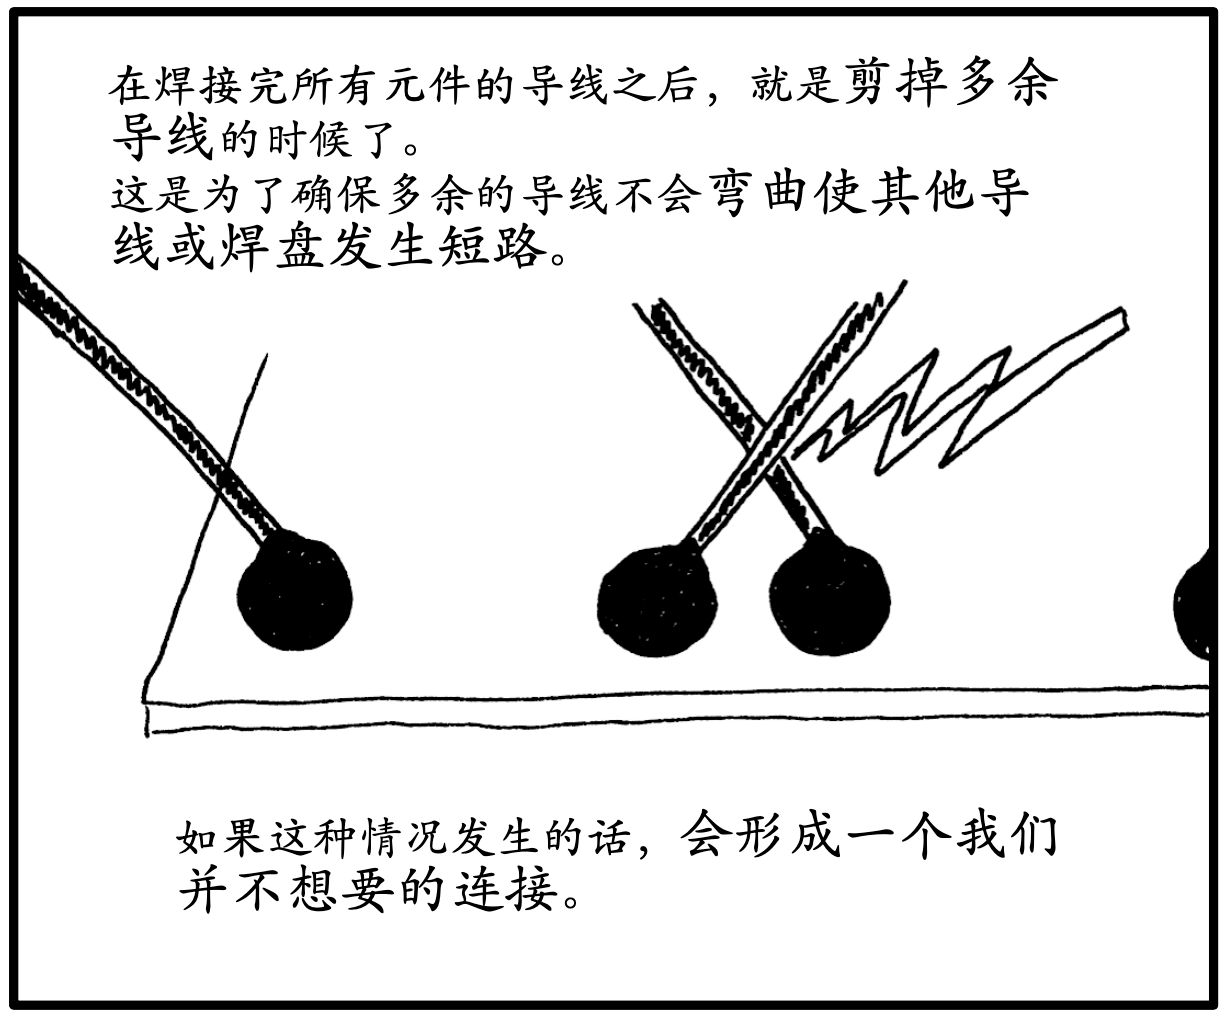 在焊接完所有元件的导线之后，就是剪掉多余
导线的时候了。
这是为了确保多余的导线不会弯曲使其他导
线或焊盘发生短路。
如果这种情况发生的话，会形成一个我们
并不想要的连接。